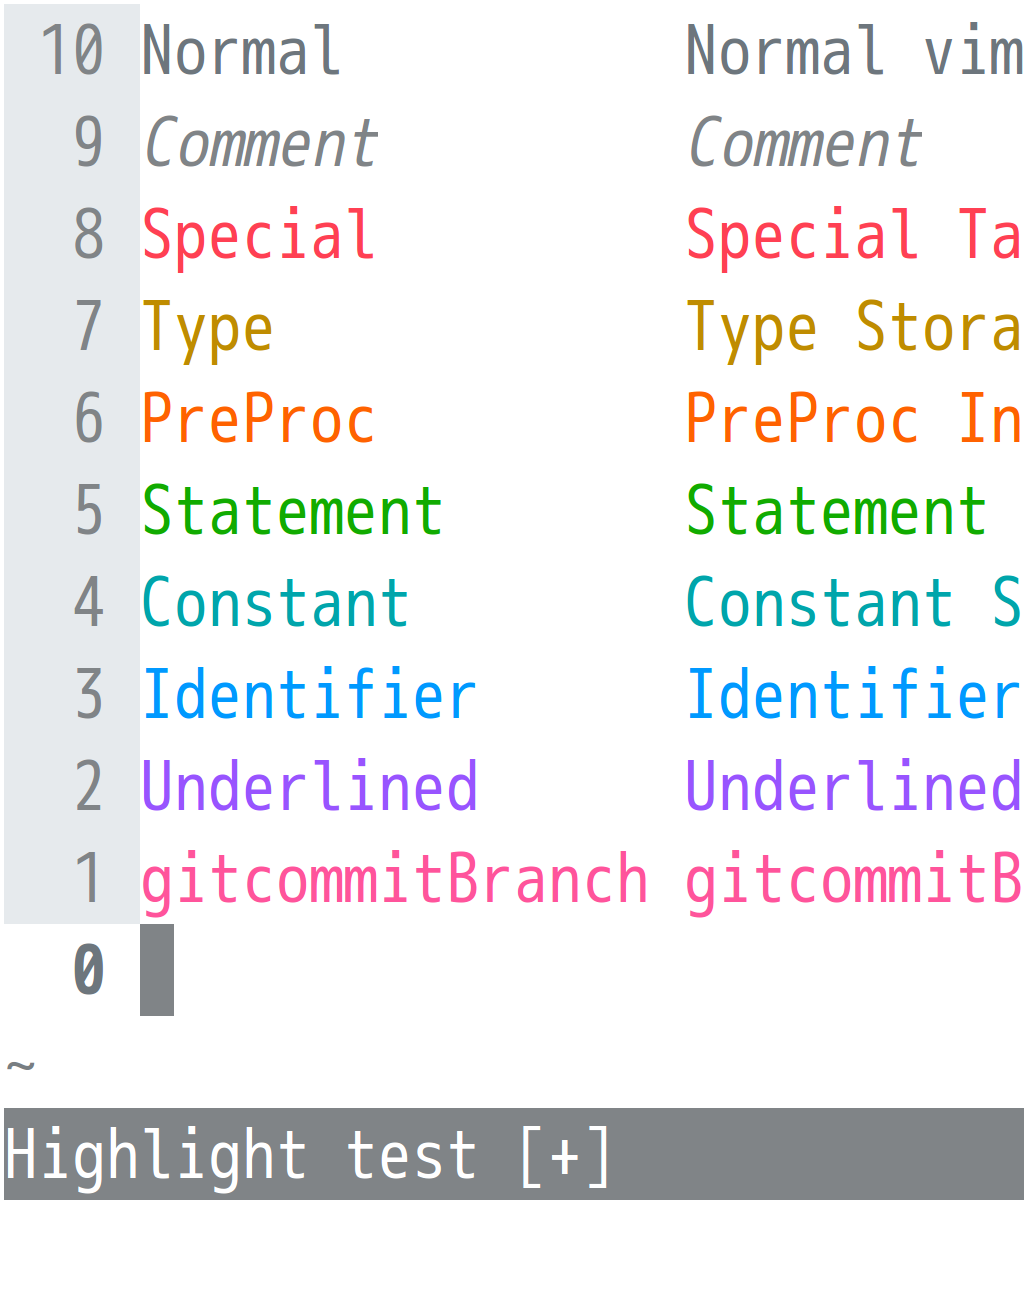 10 Normal          Normal vim
 9 Comment         Comment
 8 Special         Special Ta
 7 Type            Type Stora
 6 PreProc         PreProc In
 5 Statement       Statement
 4 Constant        Constant S
 3 Identifier      Identifier
 2 Underlined      Underlined
 1 gitcommitBranch gitcommitB
 0
~
Highlight test [+]